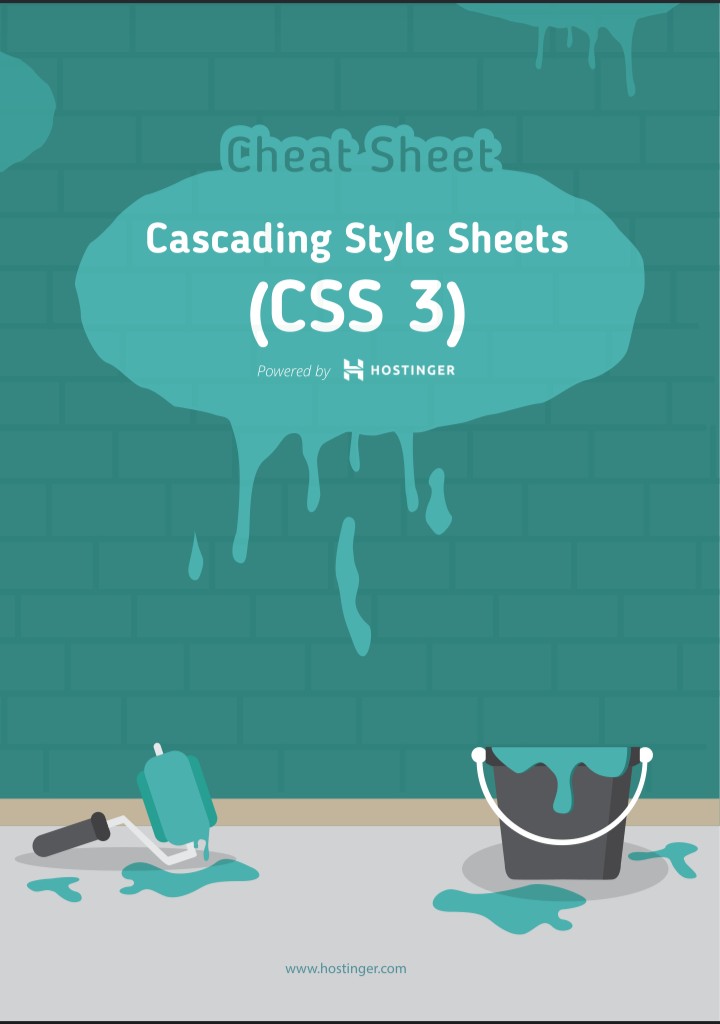 Cheat Sheet
Cascading Style Sheets
(CSS 3)
Powered by HOSTINGER
www.hostinger.com